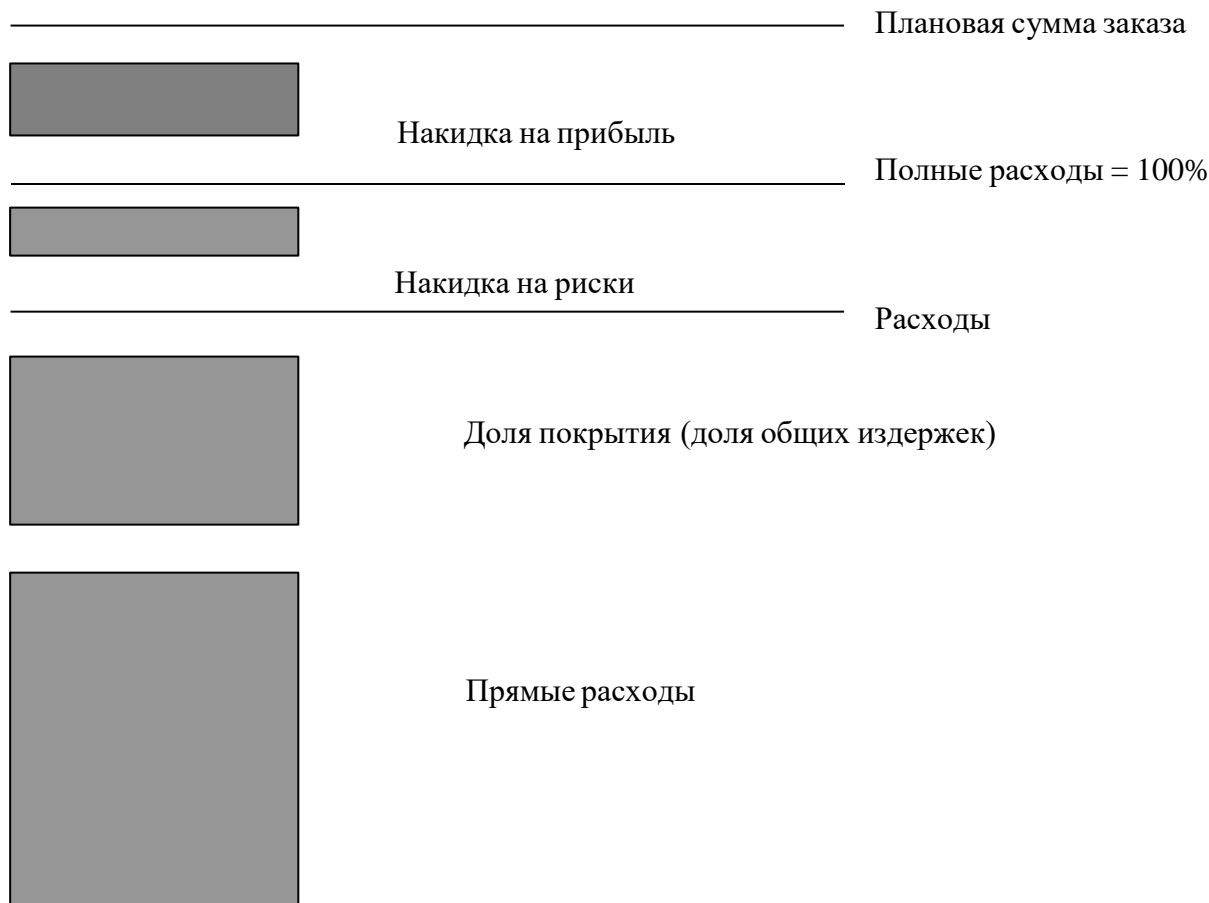 Плановая сумма заказа
Накидка на прибыль
Полные расходы = 100%
Накидка на риски
Расходы
Доля покрытия (доля общих издержек)
Прямые расходы